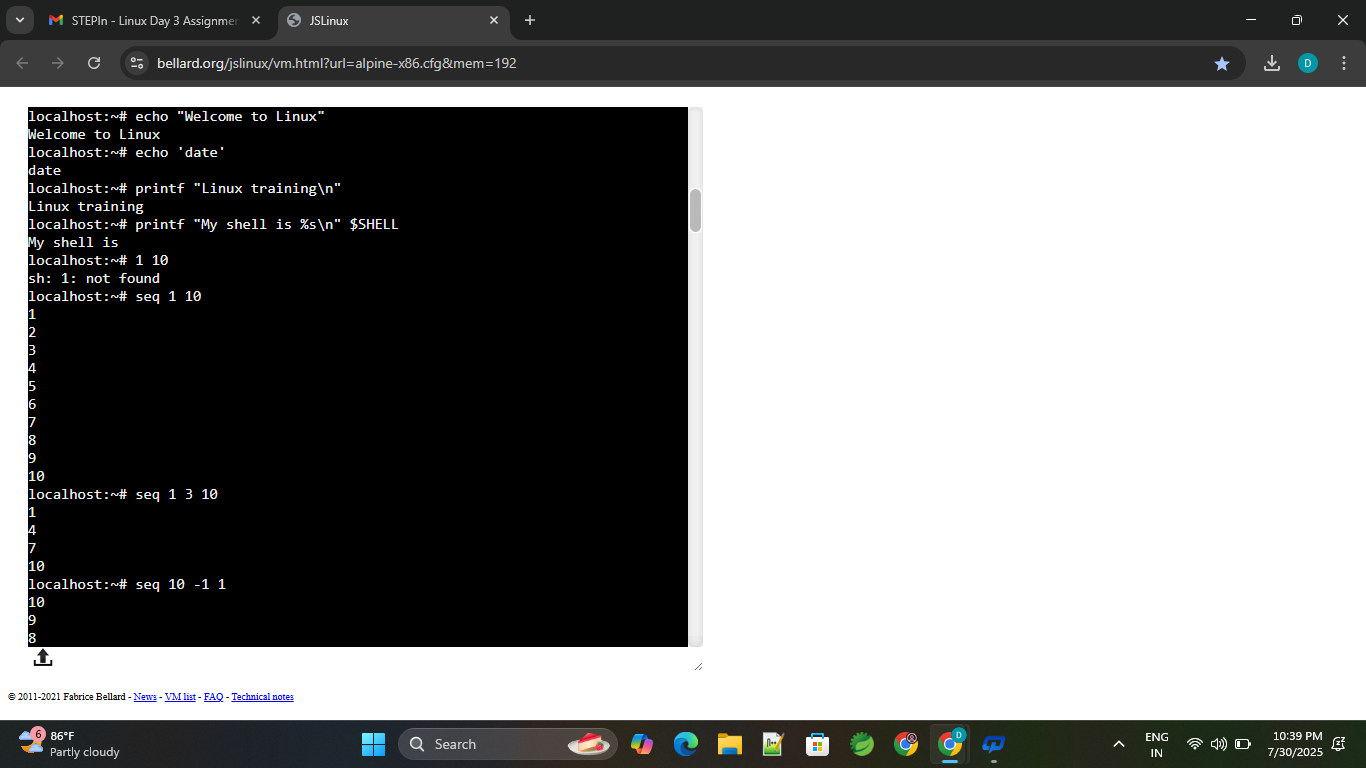 STEPIn - Linux Day 3 Assignmer
JSLinux
bellard.org/jslinux/vm.html?url=alpine-x86.cfg&mem=192
D
localhost:~# echo "Welcome to Linux"
Welcome to Linux
localhost:~# echo 'date'
date
localhost:~# printf "Linux training\n"
Linux training
localhost:~# printf "My shell is %s\n" $SHELL
My shell is
localhost:~# 1 10
sh: 1: not found
localhost:~# seq 1 10
1
2
3
4
5
6
7
8
9
10
localhost:~# seq 1 3 10
1
4
7
10
localhost:~# seq 10 -1 1
10
9
8
© 2011-2021 Fabrice Bellard - News - VM list - FAQ - Technical notes
6
86°F
Partly cloudy
Search
D
ENG
IN
10:39 PM
7/30/2025